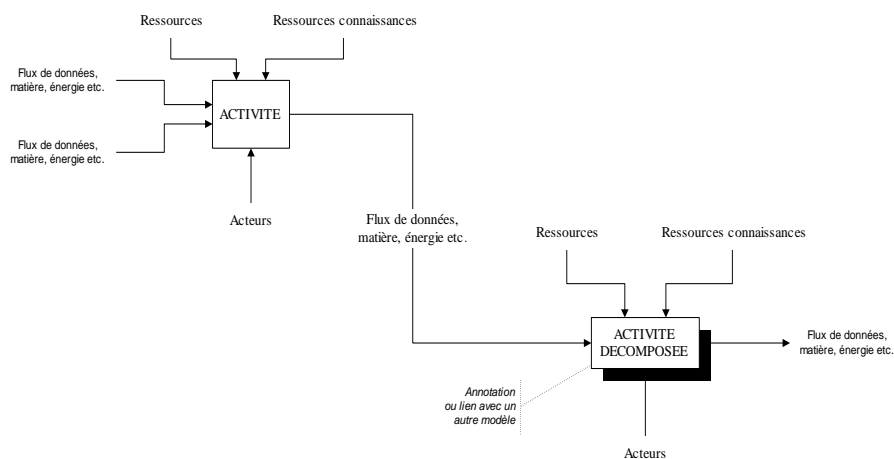 Ressources
Ressources connaissances
Flux de données,
matière, énergie etc.
ACTIVITE
Flux de données,
matière, énergie etc.
Acteurs
Flux de données,
matière, énergie etc.
Ressources
Ressources connaissances
ACTIVITE
DECOMPOSEE
Flux de données,
matière, énergie etc.
Annotation
ou lien avec un
autre modèle
Acteurs